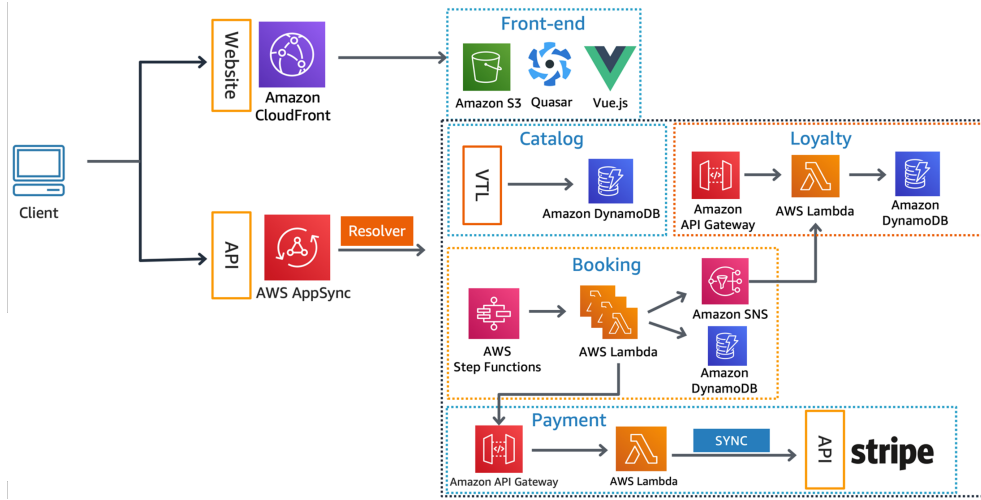 Front-end
Website
Amazon
CloudFront
Amazon S3
Quasar
Vue.js
Catalog
VTL
Amazon DynamoDB
Loyalty
Amazon
API Gateway
AWS Lambda
Amazon
DynamoDB
Client
API
AWS AppSync
Resolver
Booking
AWS
Step Functions
AWS Lambda
Amazon SNS
Amazon
DynamoDB
Payment
Amazon API Gateway
AWS Lambda
SYNC
API
stripe